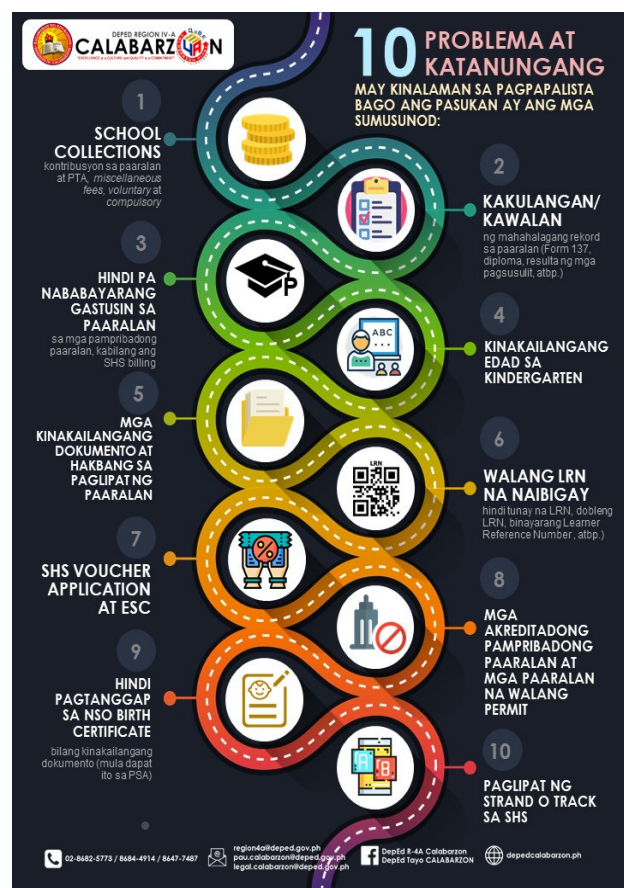 DEPED REGION IV-A
CALABARZON
"EXCELLENCE is a CULTURE and QUALITY is a COMMITMENT"
10 PROBLEMA AT
KATANUNGANG
MAY KINALAMAN SA PAGPAPALISTA
BAGO ANG PASUKAN AY ANG MGA
SUMUSUNOD:
1
SCHOOL
COLLECTIONS
kontribusyon sa paaralan
at PTA, miscellaneous
fees, voluntary at
compulsory
2
KAKULANGAN/
KAWALAN
ng mahahalagang rekord
sa paaralan (Form 137,
diploma, resulta ng mga
pagsusulit, atbp.)
3
HINDI PA
NABABAYARANG
GASTUSIN SA
PAARALAN
sa mga pampribadong
paaralan, kabilang ang
SHS billing
P
4
KINAKAILANGANG
EDAD SA
KINDERGARTEN
ABC
5
MGA
KINAKAILANGANG
DOKUMENTO AT
HAKBANG SA
PAGLIPAT NG
PAARALAN
6
WALANG LRN
NA NAIBIGAY
hindi tunay na LRN, dobleng
LRN, binayarang Learner
Reference Number, atbp.)
LRN
7
SHS VOUCHER
APPLICATION
AT ESC
%
8
MGA
AKREDITADONG
PAMPRIBADONG
PAARALAN AT
MGA PAARALAN
NA WALANG
PERMIT
9
HINDI
PAGTANGGAP
SA NSO BIRTH
CERTIFICATE
bilang kinakailangang
dokumento (mula dapat
ito sa PSA)
10
PAGLIPAT NG
STRAND O TRACK
SA SHS
A
B
02-8682-5773 / 8684-4914 / 8647-7487
region4a@deped.gov.ph
pau.calabarzon@deped.gov.ph
legal.calabarzon@deped.gov.ph
DepEd R-4A Calabarzon
DepEd Tayo CALABARZON
depedcalabarzon.ph